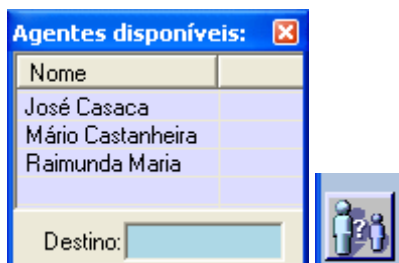 Agentes disponíveis:
Nome
José Casaca
Mário Castanheira
Raimunda Maria
Destino:
?